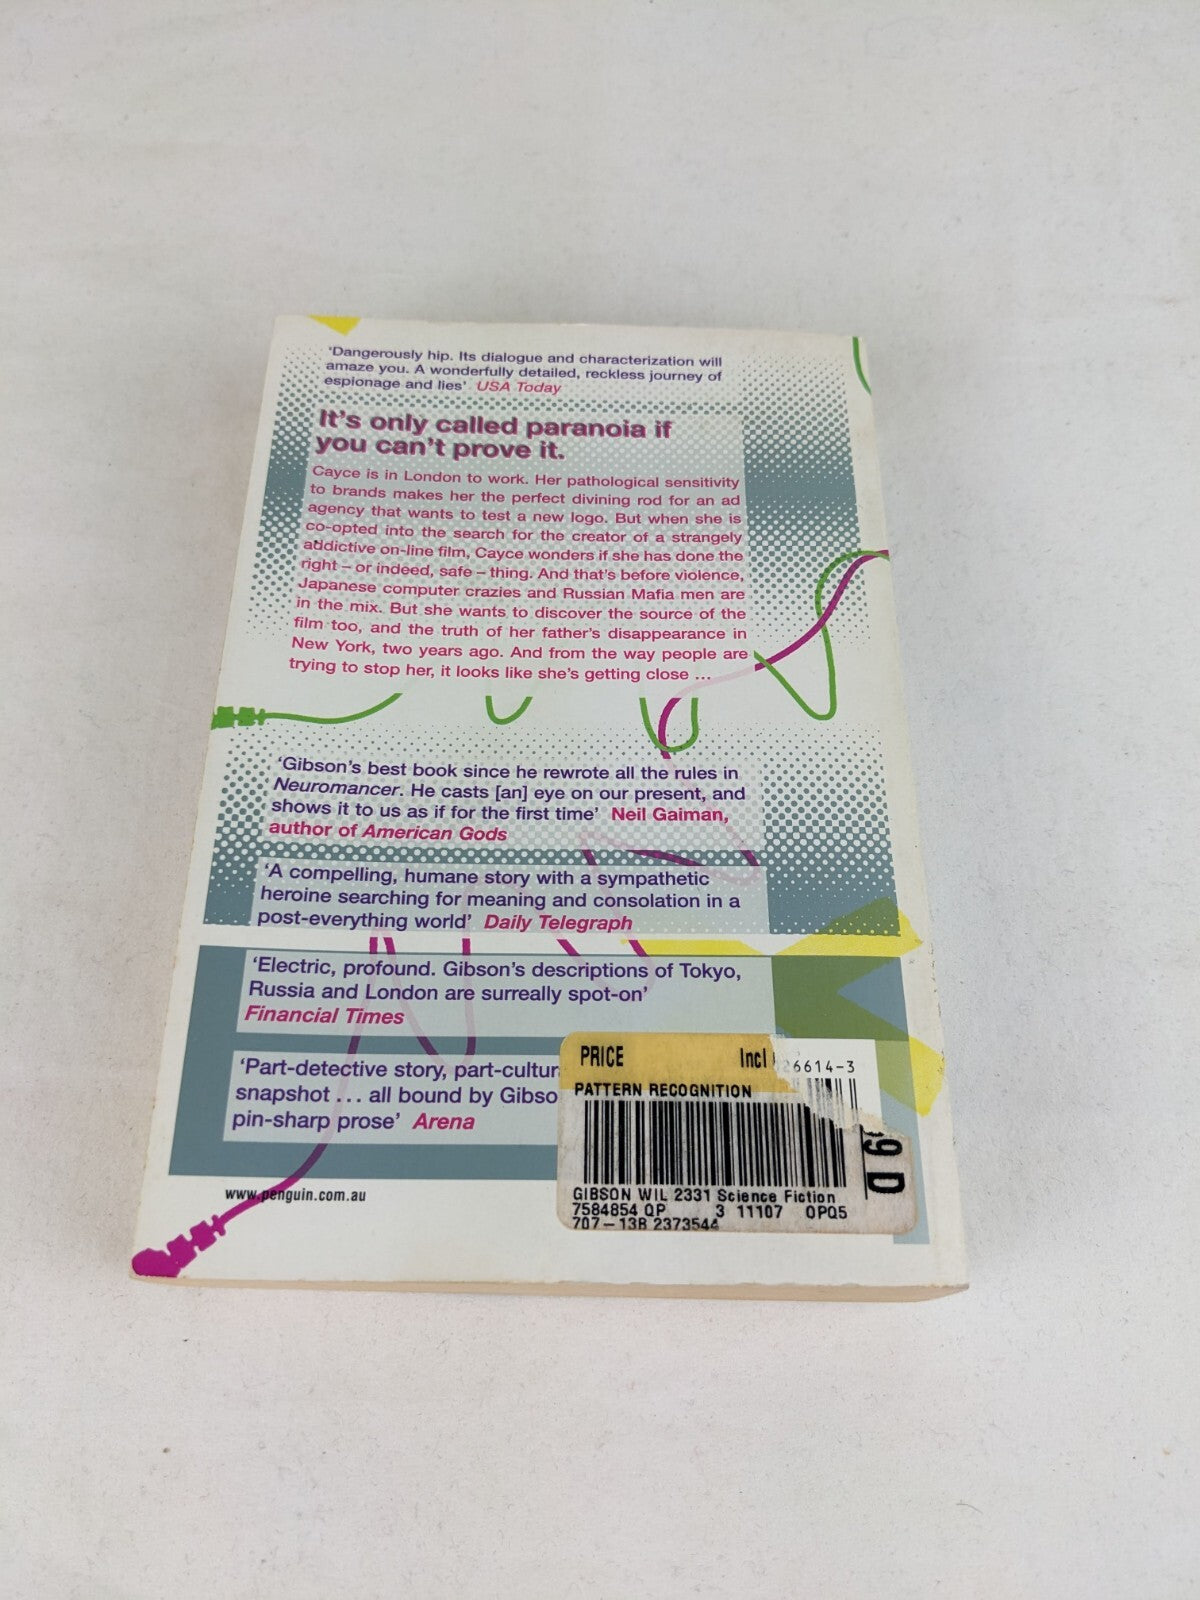 'Dangerously hip. Its dialogue and characterization will
amaze you. A wonderfully detailed, reckless journey of
espionage and lies' USA Today
It's only called paranoia if
you can't prove it.
Cayce is in London to work. Her pathological sensitivity
to brands makes her the perfect divining rod for an ad
agency that wants to test a new logo. But when she is
co-opted into the search for the creator of a strangely
addictive on-line film, Cayce wonders if she has done the
right – or indeed, safe – thing. And that's before violence,
Japanese computer crazies and Russian Mafia men are
in the mix. But she wants to discover the source of the
film too, and the truth of her father's disappearance in
New York, two years ago. And from the way people are
trying to stop her, it looks like she's getting close ...
'Gibson's best book since he rewrote all the rules in
Neuromancer. He casts [an] eye on our present, and
shows it to us as if for the first time' Neil Gaiman,
author of American Gods
'A compelling, humane story with a sympathetic
heroine searching for meaning and consolation in a
post-everything world' Daily Telegraph
'Electric, profound. Gibson's descriptions of Tokyo,
Russia and London are surreally spot-on'
Financial Times
'Part-detective story, part-cultur
snapshot ... all bound by Gibso
pin-sharp prose' Arena
www.penguin.com.au
PRICE Incl
26614-3
PATTERN RECOGNITION
9 D
GIBSON WIL 2331 Science Fiction
7584854 QP 3 11107 OPQ5
707-13B 2373544